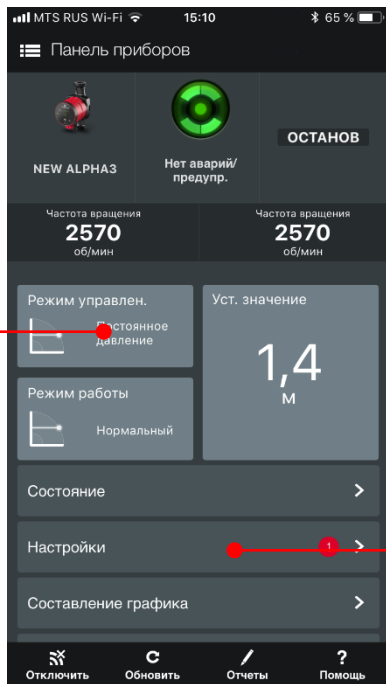 MTS RUS Wi-Fi 15:10 65 %
Панель приборов
NEW ALPHA3
Нет аварий/
предупр.
ОСТАНОВ
Частота вращения
2570
об/мин
Частота вращения
2570
об/мин
Режим управлен.
Постоянное
давление
Уст. значение
1,4
м
Режим работы
Нормальный
Состояние
Настройки
1
Составление графика
Отключить
Обновить
Отчеты
? Помощь